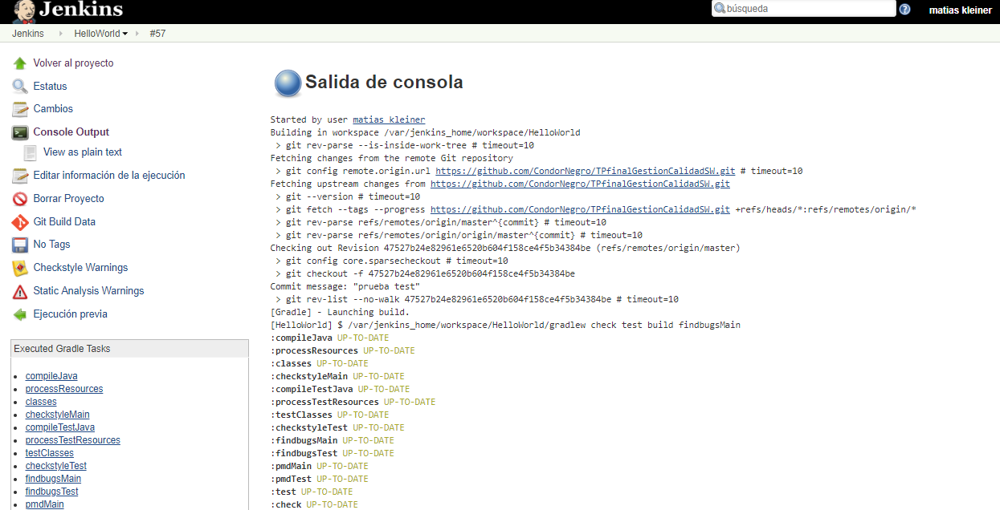 Jenkins
búsqueda
matias kleiner
Jenkins
HelloWorld
#57
Volver al proyecto
Estatus
Cambios
Console Output
View as plain text
Editar información de la ejecución
Borrar Proyecto
Git Build Data
No Tags
Checkstyle Warnings
Static Analysis Warnings
Ejecución previa
Executed Gradle Tasks
compileJava
processResources
classes
checkstyleMain
compileTestJava
processTestResources
testClasses
checkstyleTest
findbugsMain
findbugsTest
pmdMain
Salida de consola
Started by user matias kleiner
Building in workspace /var/jenkins_home/workspace/HelloWorld
> git rev-parse --is-inside-work-tree # timeout=10
Fetching changes from the remote Git repository
> git config remote.origin.url https://github.com/CondorNegro/TPfinalGestionCalidadSW.git # timeout=10
Fetching upstream changes from https://github.com/CondorNegro/TPfinalGestionCalidadSW.git
> git --version # timeout=10
> git fetch --tags --progress https://github.com/CondorNegro/TPfinalGestionCalidadSW.git +refs/heads/*:refs/remotes/origin/*
> git rev-parse refs/remotes/origin/master^{commit} # timeout=10
> git rev-parse refs/remotes/origin/origin/master^{commit} # timeout=10
Checking out Revision 47527b24e82961e6520b604f158ce4f5b34384be (refs/remotes/origin/master)
> git config core.sparsecheckout # timeout=10
> git checkout -f 47527b24e82961e6520b604f158ce4f5b34384be
Commit message: "prueba test"
> git rev-list --no-walk 47527b24e82961e6520b604f158ce4f5b34384be # timeout=10
[Gradle] - Launching build.
[HelloWorld] $ /var/jenkins_home/workspace/HelloWorld/gradlew check test build findbugsMain
:compileJava UP-TO-DATE
:processResources UP-TO-DATE
:classes UP-TO-DATE
:checkstyleMain UP-TO-DATE
:compileTestJava UP-TO-DATE
:processTestResources UP-TO-DATE
:testClasses UP-TO-DATE
:checkstyleTest UP-TO-DATE
:findbugsMain UP-TO-DATE
:findbugsTest UP-TO-DATE
:pmdMain UP-TO-DATE
:pmdTest UP-TO-DATE
:test UP-TO-DATE
:check UP-TO-DATE